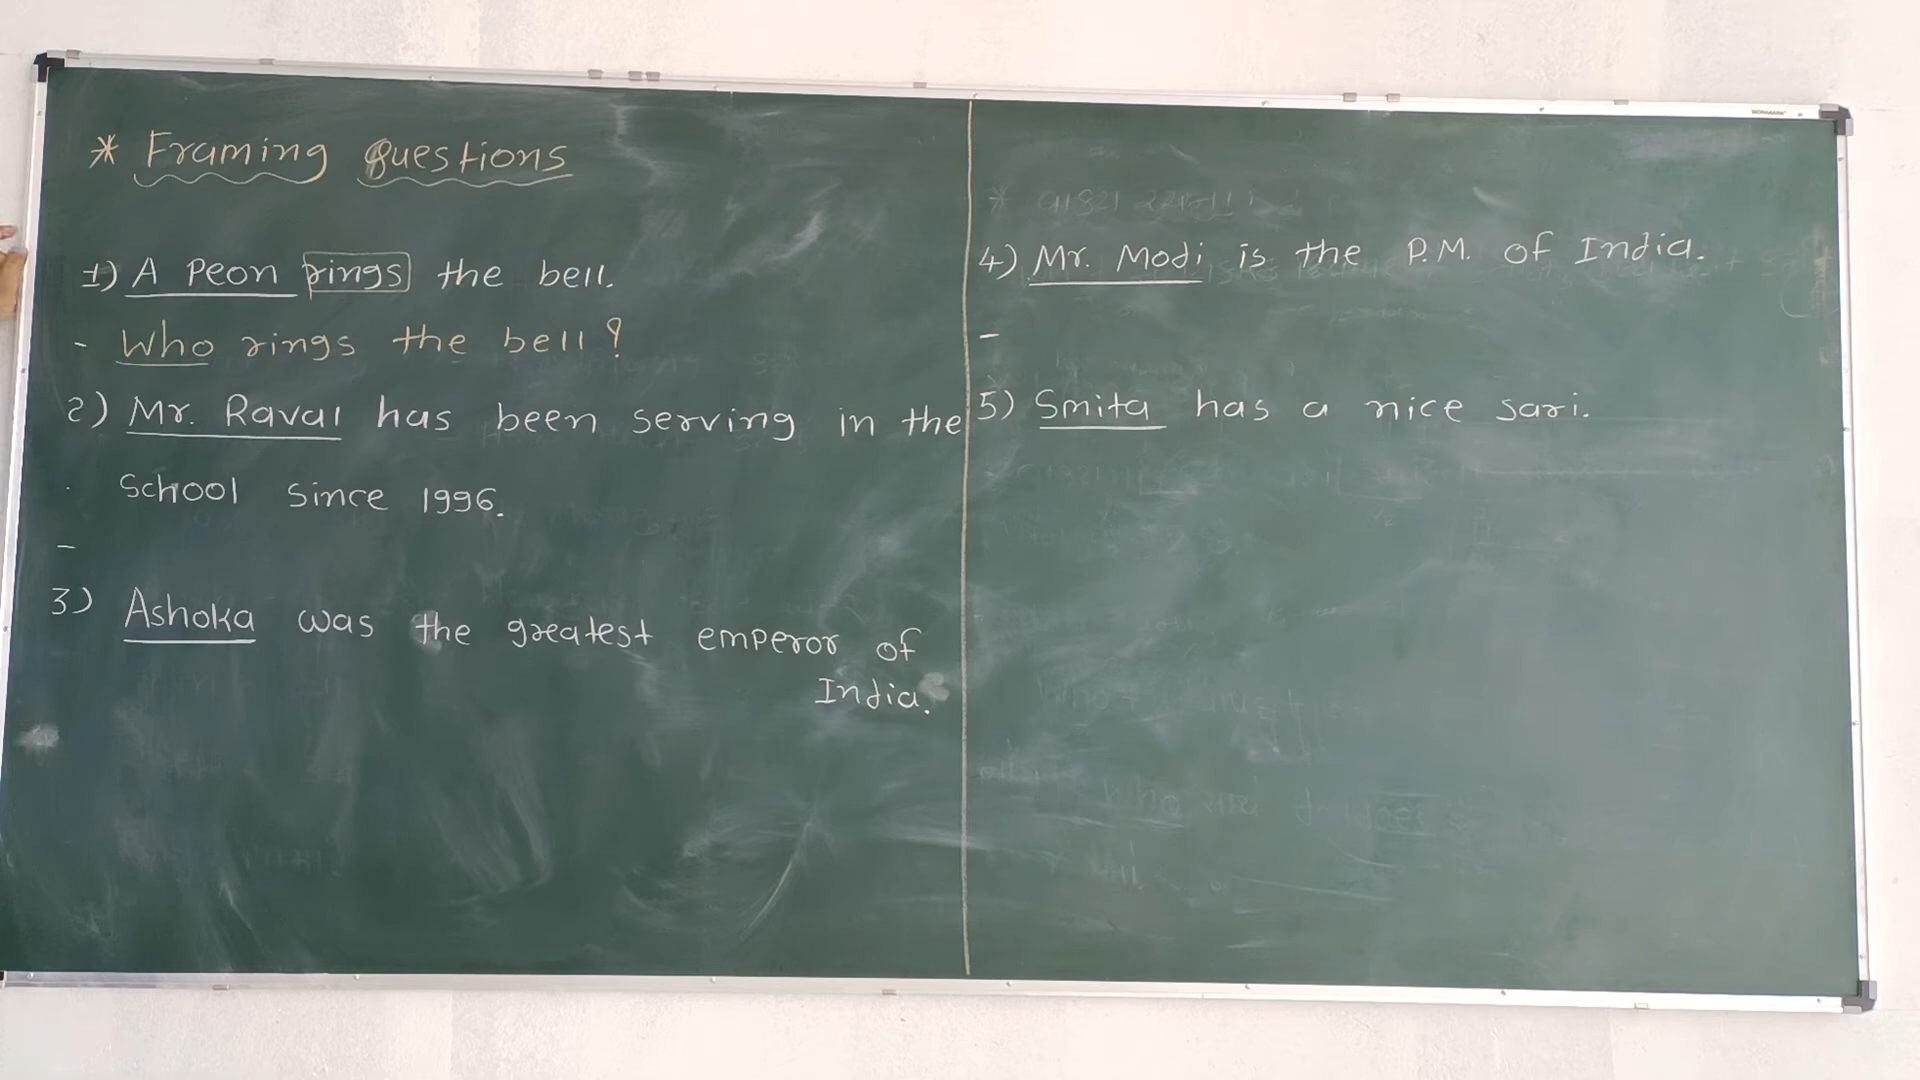 * Framing Questions
1) A Peon rings the bell.
- Who rings the bell?
2) Mr. Raval has been serving in the
School since 1996.
-
3) Ashoka was the greatest emperor of
India.
4) Mr. Modi is the P.M. of India.
-
5) Smita has a nice sari.